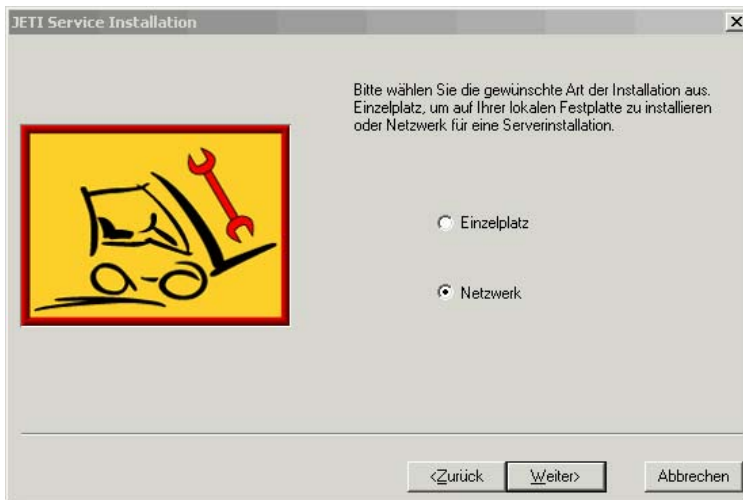 JETI Service Installation
Bitte wählen Sie die gewünschte Art der Installation aus.
Einzelplatz, um auf Ihrer lokalen Festplatte zu installieren
oder Netzwerk für eine Serverinstallation.
Einzelplatz
Netzwerk
<Zurück Weiter> Abbrechen